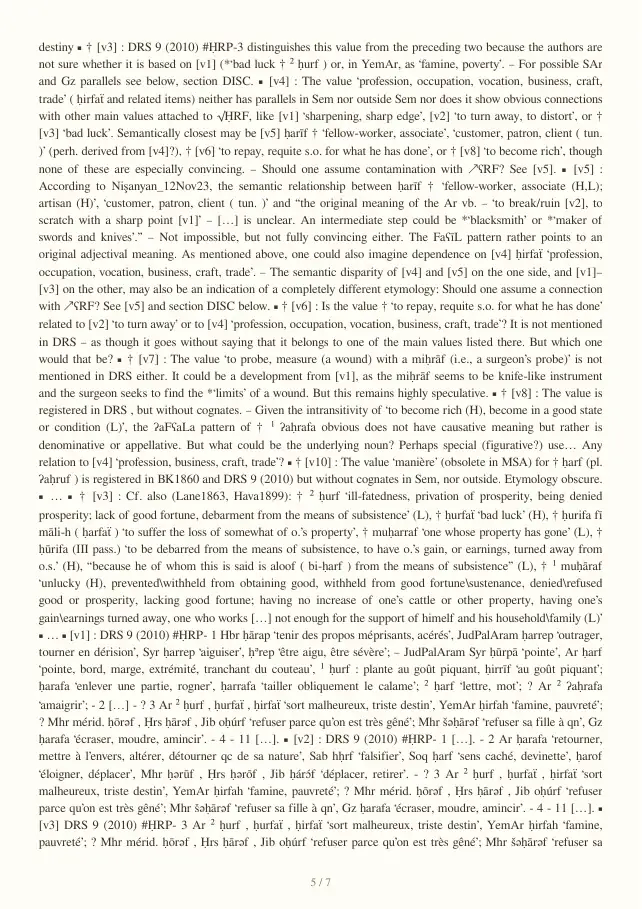 destiny ▪ † [v3] : DRS 9 (2010) #ḤRP-3 distinguishes this value from the preceding two because the authors are
not sure whether it is based on [v1] (*‘bad luck † ² ḥurf ) or, in YemAr, as ‘famine, poverty’. – For possible SAr
and Gz parallels see below, section DISC. ▪ [v4] : The value ‘profession, occupation, vocation, business, craft,
trade’ ( ḥirfaẗ and related items) neither has parallels in Sem nor outside Sem nor does it show obvious connections
with other main values attached to √ḤRF, like [v1] ‘sharpening, sharp edge’, [v2] ‘to turn away, to distort’, or †
[v3] ‘bad luck’. Semantically closest may be [v5] ḥarīf † ‘fellow-worker, associate’, ‘customer, patron, client ( tun.
)’ (perh. derived from [v4]?), † [v6] ‘to repay, requite s.o. for what he has done’, or † [v8] ‘to become rich’, though
none of these are especially convincing. – Should one assume contamination with ↗ʕRF? See [v5]. ▪ [v5] :
According to Nişanyan_12Nov23, the semantic relationship between ḥarīf † ‘fellow-worker, associate (H,L);
artisan (H)’, ‘customer, patron, client ( tun. )’ and “the original meaning of the Ar vb. – ‘to break/ruin [v2], to
scratch with a sharp point [v1]’ – […] is unclear. An intermediate step could be *‘blacksmith’ or *‘maker of
swords and knives’.” – Not impossible, but not fully convincing either. The FaʕīL pattern rather points to an
original adjectival meaning. As mentioned above, one could also imagine dependence on [v4] ḥirfaẗ ‘profession,
occupation, vocation, business, craft, trade’. – The semantic disparity of [v4] and [v5] on the one side, and [v1]–
[v3] on the other, may also be an indication of a completely different etymology: Should one assume a connection
with ↗ʕRF? See [v5] and section DISC below. ▪ † [v6] : Is the value † ‘to repay, requite s.o. for what he has done’
related to [v2] ‘to turn away’ or to [v4] ‘profession, occupation, vocation, business, craft, trade’? It is not mentioned
in DRS – as though it goes without saying that it belongs to one of the main values listed there. But which one
would that be? ▪ † [v7] : The value ‘to probe, measure (a wound) with a miḥrāf (i.e., a surgeon’s probe)’ is not
mentioned in DRS either. It could be a development from [v1], as the miḥrāf seems to be knife-like instrument
and the surgeon seeks to find the *‘limits’ of a wound. But this remains highly speculative. ▪ † [v8] : The value is
registered in DRS , but without cognates. – Given the intransitivity of ‘to become rich (H), become in a good state
or condition (L)’, the ʔaFʕaLa pattern of † ¹ ʔaḥrafa obvious does not have causative meaning but rather is
denominative or appellative. But what could be the underlying noun? Perhaps special (figurative?) use… Any
relation to [v4] ‘profession, business, craft, trade’? ▪ † [v10] : The value ‘manière’ (obsolete in MSA) for † ḥarf (pl.
ʔaḥruf ) is registered in BK1860 and DRS 9 (2010) but without cognates in Sem, nor outside. Etymology obscure.
▪ … ▪ † [v3] : Cf. also (Lane1863, Hava1899): † ² ḥurf ‘ill-fatedness, privation of prosperity, being denied
prosperity; lack of good fortune, debarment from the means of subsistence’ (L), † ḥurfaẗ ‘bad luck’ (H), † ḥurifa fī
māli-h ( ḥarfaẗ ) ‘to suffer the loss of somewhat of o.’s property’, † muḥarraf ‘one whose property has gone’ (L), †
ḥūrifa (III pass.) ‘to be debarred from the means of subsistence, to have o.’s gain, or earnings, turned away from
o.s.’ (H), “because he of whom this is said is aloof ( bi-ḥarf ) from the means of subsistence” (L), † ¹ muḥāraf
‘unlucky (H), prevented\withheld from obtaining good, withheld from good fortune\sustenance, denied\refused
good or prosperity, lacking good fortune; having no increase of one’s cattle or other property, having one’s
gain\earnings turned away, one who works […] not enough for the support of himelf and his household\family (L)’
▪ … ▪ [v1] : DRS 9 (2010) #ḤRP- 1 Hbr ḥārap ‘tenir des propos méprisants, acérés’, JudPalAram ḥarrep ‘outrager,
tourner en dérision’, Syr ḥarrep ‘aiguiser’, ḥᵊrep ‘être aigu, être sévère’; – JudPalAram Syr ḥūrpā ‘pointe’, Ar ḥarf
‘pointe, bord, marge, extrémité, tranchant du couteau’, ¹ ḥurf : plante au goût piquant, ḥirrīf ‘au goût piquant’;
ḥarafa ‘enlever une partie, rogner’, ḥarrafa ‘tailler obliquement le calame’; ² ḥarf ‘lettre, mot’; ? Ar ² ʔaḥrafa
‘amaigrir’; - 2 […] - ? 3 Ar ² ḥurf , ḥurfaẗ , ḥirfaẗ ‘sort malheureux, triste destin’, YemAr ḥirfah ‘famine, pauvreté’;
? Mhr mérid. ḥōrəf , Ḥrs ḥārəf , Jib oḥúrf ‘refuser parce qu’on est très gêné’; Mhr šəḥārəf ‘refuser sa fille à qn’, Gz
ḥarafa ‘écraser, moudre, amincir’. - 4 - 11 […]. ▪ [v2] : DRS 9 (2010) #ḤRP- 1 […]. - 2 Ar ḥarafa ‘retourner,
mettre à l’envers, altérer, détourner qc de sa nature’, Sab hḥrf ‘falsifier’, Soq ḥarf ‘sens caché, devinette’, ḥarof
‘éloigner, déplacer’, Mhr ḥərūf , Ḥrs ḥərōf , Jib ḥárɔ́f ‘déplacer, retirer’. - ? 3 Ar ² ḥurf , ḥurfaẗ , ḥirfaẗ ‘sort
malheureux, triste destin’, YemAr ḥirfah ‘famine, pauvreté’; ? Mhr mérid. ḥōrəf , Ḥrs ḥārəf , Jib oḥúrf ‘refuser
parce qu’on est très gêné’; Mhr šəḥārəf ‘refuser sa fille à qn’, Gz ḥarafa ‘écraser, moudre, amincir’. - 4 - 11 […]. ▪
[v3] DRS 9 (2010) #ḤRP- 3 Ar ² ḥurf , ḥurfaẗ , ḥirfaẗ ‘sort malheureux, triste destin’, YemAr ḥirfah ‘famine,
pauvreté’; ? Mhr mérid. ḥōrəf , Ḥrs ḥārəf , Jib oḥúrf ‘refuser parce qu’on est très gêné’; Mhr šəḥārəf ‘refuser sa
5 / 7